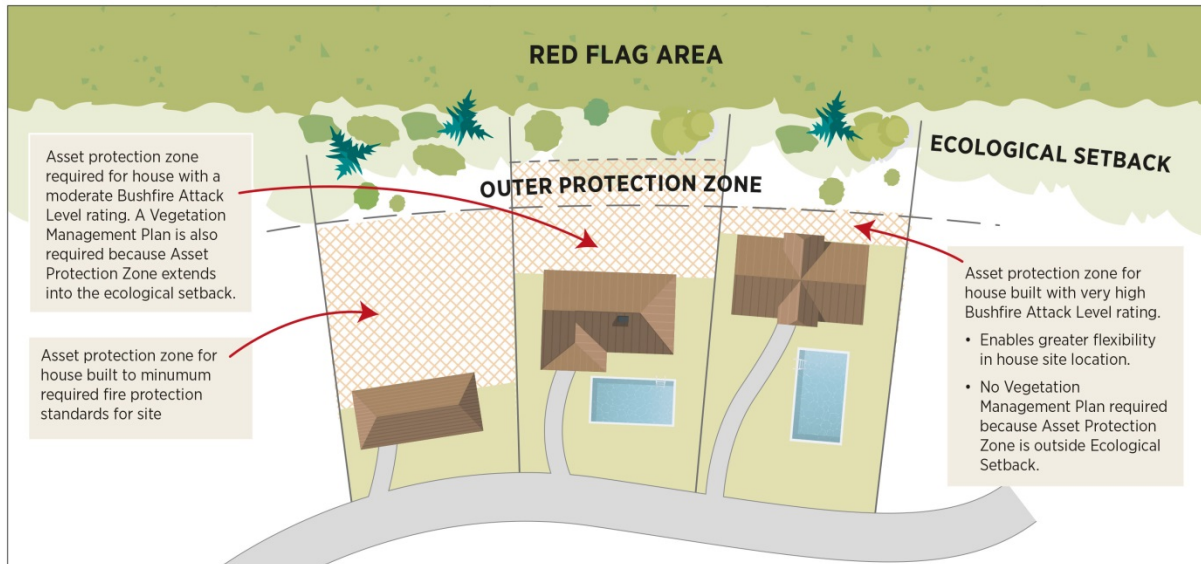 RED FLAG AREA
ECOLOGICAL SETBACK
OUTER PROTECTION ZONE
Asset protection zone
required for house with a
moderate Bushfire Attack
Level rating. A Vegetation
Management Plan is also
required because Asset
Protection Zone extends
into the ecological setback.
Asset protection zone for
house built to minumum
required fire protection
standards for site
Asset protection zone for
house built with very high
Bushfire Attack Level rating.
• Enables greater flexibility
in house site location.
• No Vegetation
Management Plan required
because Asset Protection
Zone is outside Ecological
Setback.